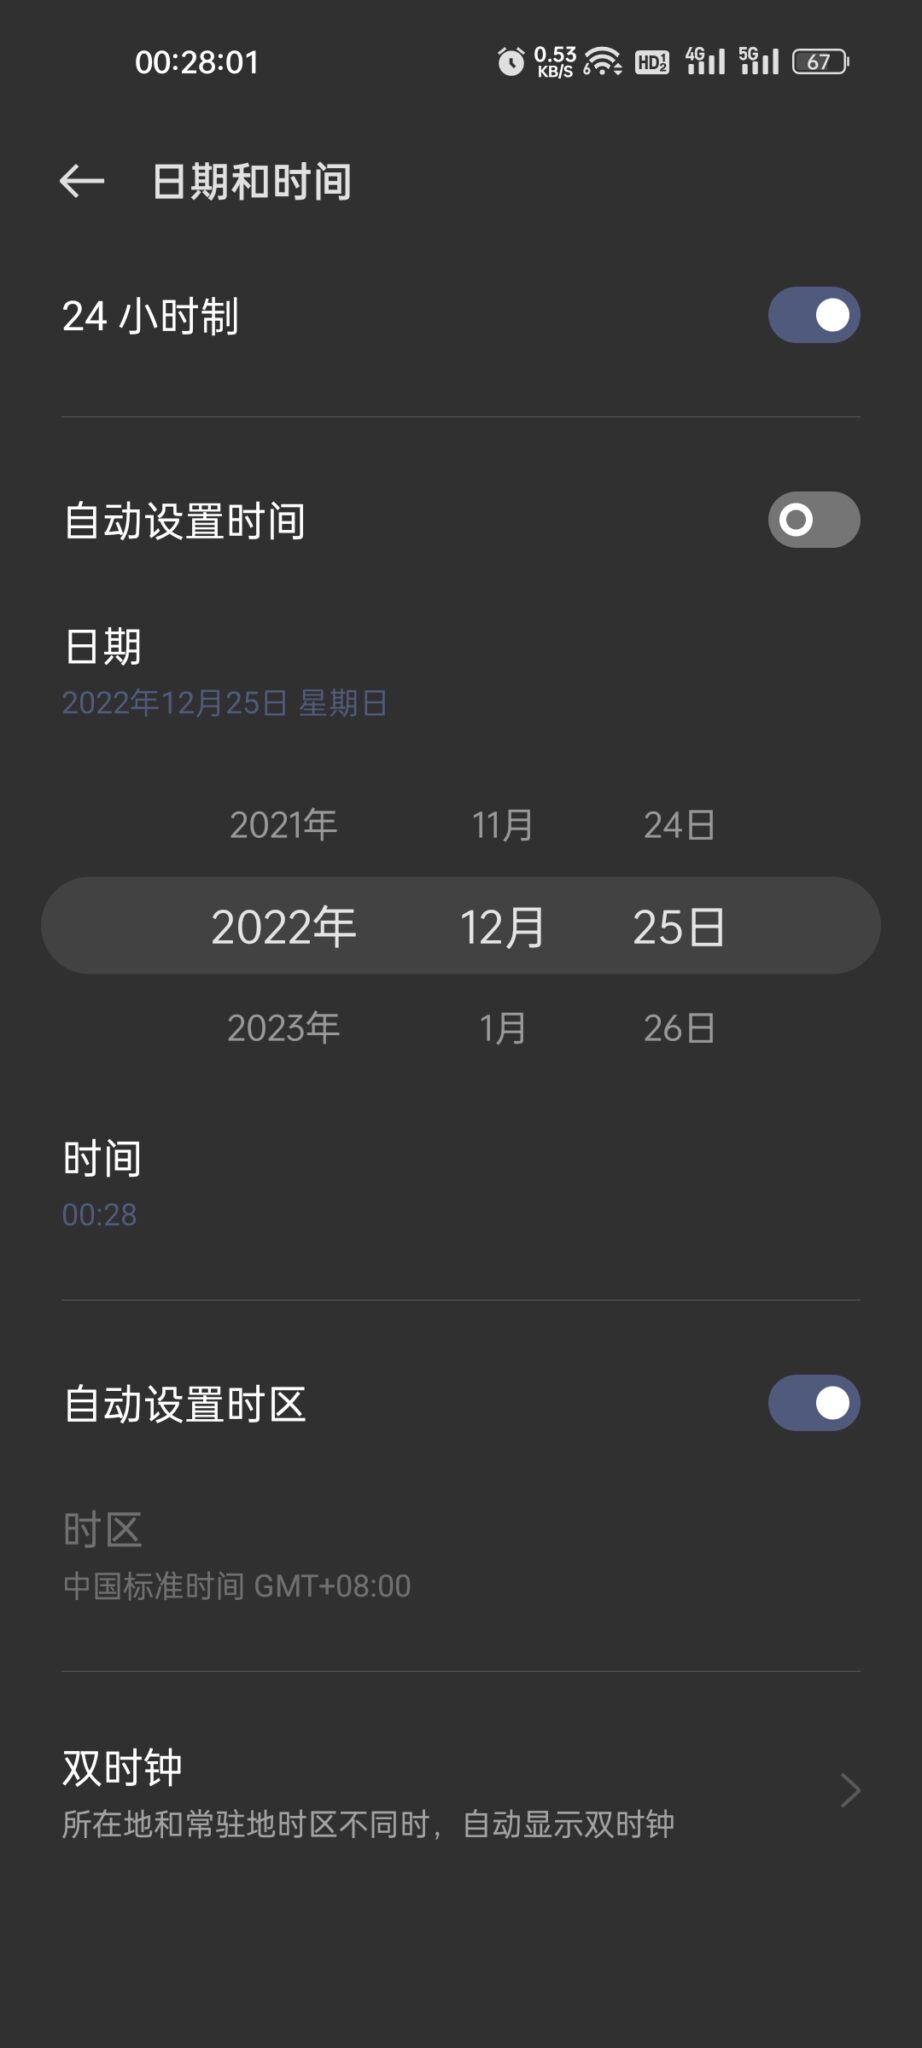 00:28:01 0.53 KB/S 6 HD 1 2 4G 5G 67
日期和时间
24 小时制
自动设置时间
日期
2022年12月25日 星期日
2021年 11月 24日
2022年 12月 25日
2023年 1月 26日
时间
00:28
自动设置时区
时区
中国标准时间 GMT+08:00
双时钟
所在地和常驻地时区不同时，自动显示双时钟